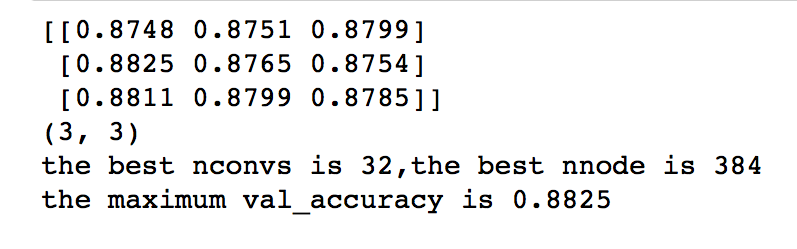 [[0.8748 0.8751 0.8799]
[0.8825 0.8765 0.8754]
[0.8811 0.8799 0.8785]]
(3, 3)
the best nconvs is 32,the best nnode is 384
the maximum val_accuracy is 0.8825